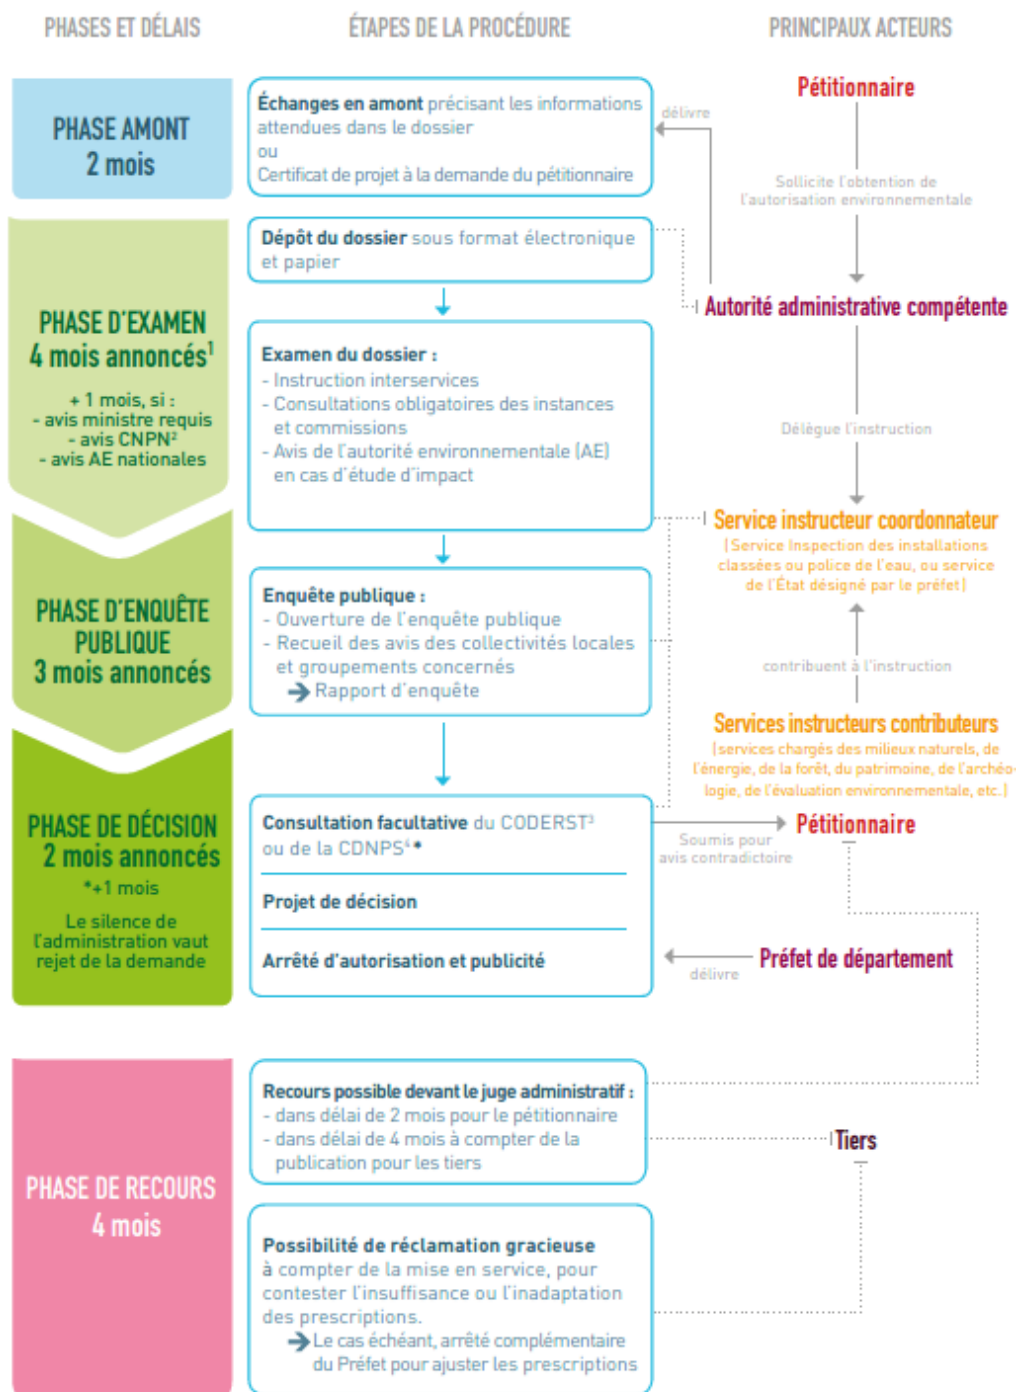 PHASES ET DÉLAIS
ÉTAPES DE LA PROCÉDURE
PRINCIPAUX ACTEURS
PHASE AMONT
2 mois
Échanges en amont précisant les informations
attendues dans le dossier
ou
Certificat de projet à la demande du pétitionnaire
délivre
Pétitionnaire
Sollicite l'obtention de
l'autorisation environnementale
PHASE D'EXAMEN
4 mois annoncés¹
+ 1 mois, si :
- avis ministre requis
- avis CNPN²
- avis AE nationales
Dépôt du dossier sous format électronique
et papier
Autorité administrative compétente
Examen du dossier :
- Instruction interservices
- Consultations obligatoires des instances
et commissions
- Avis de l'autorité environnementale (AE)
en cas d'étude d'impact
Délègue l'instruction
Service instructeur coordonnateur
(Service Inspection des installations
classées ou police de l'eau, ou service
de l'État désigné par le préfet)
PHASE D'ENQUÊTE
PUBLIQUE
3 mois annoncés
Enquête publique :
- Ouverture de l'enquête publique
- Recueil des avis des collectivités locales
et groupements concernés
➔ Rapport d'enquête
contribuent à l'instruction
Services instructeurs contributeurs
(services chargés des milieux naturels, de
l'énergie, de la forêt, du patrimoine, de l'archéo-
logie, de l'évaluation environnementale, etc.)
PHASE DE DÉCISION
2 mois annoncés
*+1 mois
Le silence de
l'administration vaut
rejet de la demande
Consultation facultative du CODERST³
ou de la CDNPS⁴ *
Projet de décision
Arrêté d'autorisation et publicité
Soumis pour
avis contradictoire
Pétitionnaire
délivre
Préfet de département
PHASE DE RECOURS
4 mois
Recours possible devant le juge administratif :
- dans délai de 2 mois pour le pétitionnaire
- dans délai de 4 mois à compter de la
publication pour les tiers
Tiers
Possibilité de réclamation gracieuse
à compter de la mise en service, pour
contester l'insuffisance ou l'inadaptation
des prescriptions.
➔ Le cas échéant, arrêté complémentaire
du Préfet pour ajuster les prescriptions